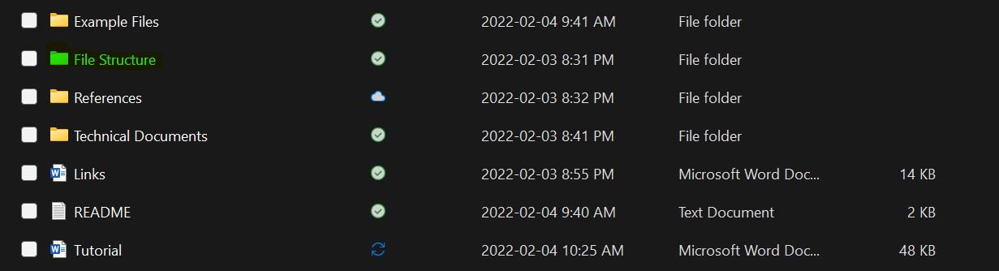 Example Files 2022-02-04 9:41 AM File folder
File Structure 2022-02-03 8:31 PM File folder
References 2022-02-03 8:32 PM File folder
Technical Documents 2022-02-03 8:41 PM File folder
Links 2022-02-03 8:55 PM Microsoft Word Doc... 14 KB
README 2022-02-04 9:40 AM Text Document 2 KB
Tutorial 2022-02-04 10:25 AM Microsoft Word Doc... 48 KB